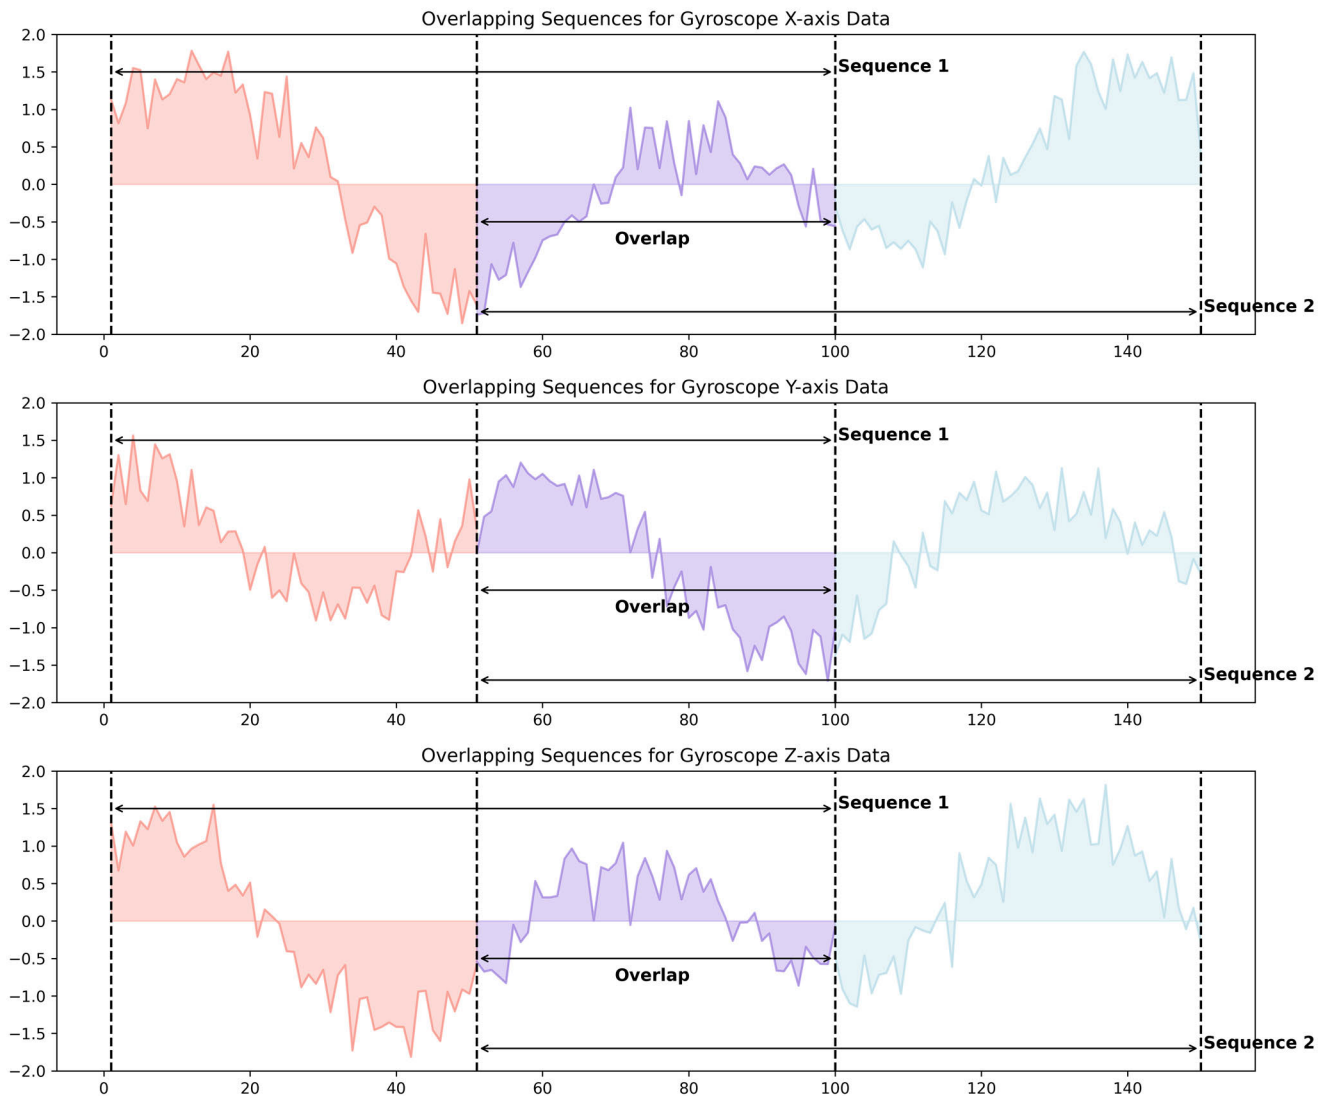 Overlapping Sequences for Gyroscope X-axis Data
2.0
1.5
1.0
0.5
0.0
−0.5
−1.0
−1.5
−2.0
Sequence 1
Overlap
Sequence 2
0 20 40 60 80 100 120 140
Overlapping Sequences for Gyroscope Y-axis Data
2.0
1.5
1.0
0.5
0.0
−0.5
−1.0
−1.5
−2.0
Sequence 1
Overlap
Sequence 2
0 20 40 60 80 100 120 140
Overlapping Sequences for Gyroscope Z-axis Data
2.0
1.5
1.0
0.5
0.0
−0.5
−1.0
−1.5
−2.0
Sequence 1
Overlap
Sequence 2
0 20 40 60 80 100 120 140